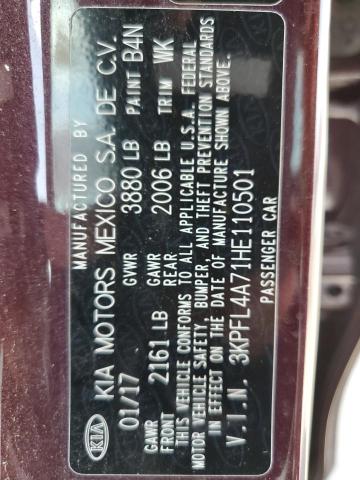 MANUFACTURED BY
KIA KIA MOTORS MEXICO S.A. DE C.V.
01/17 GVWR 3880 LB PAINT B4N
GAWR FRONT 2161 LB GAWR REAR 2006 LB TRIM WK
THIS VEHICLE CONFORMS TO ALL APPLICABLE U.S.A. FEDERAL
MOTOR VEHICLE SAFETY, BUMPER, AND THEFT PREVENTION STANDARDS
IN EFFECT ON THE DATE OF MANUFACTURE SHOWN ABOVE.
V.I.N. 3KPFL4A71HE110501
PASSENGER CAR